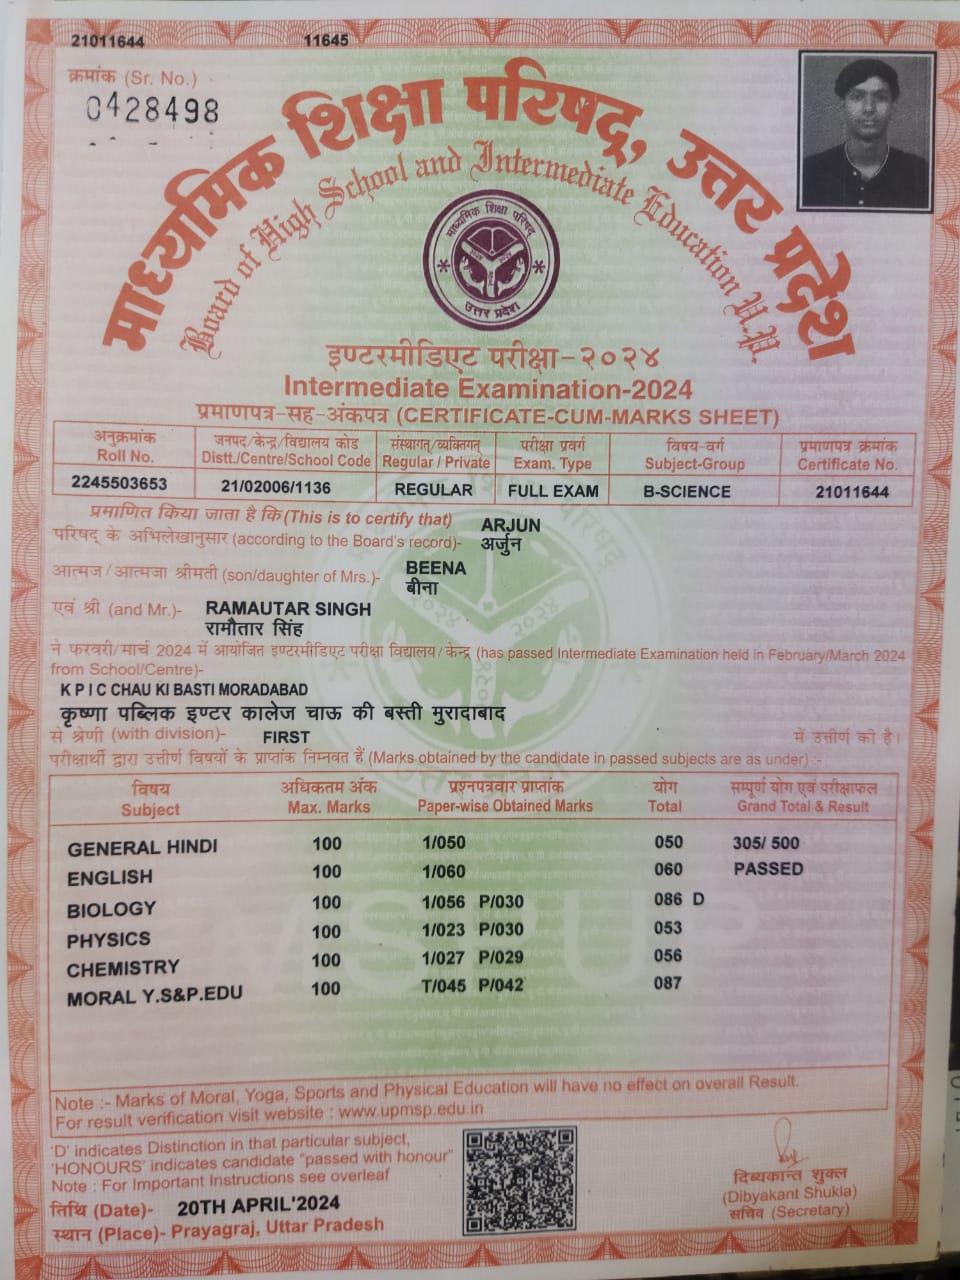 21011644 11645
क्रमांक (Sr. No.)
0428498
माध्यमिक शिक्षा परिषद्, उत्तर प्रदेश
Board of High School and Intermediate Education U.P.
माध्यमिक शिक्षा परिषद्
उत्तर प्रदेश
इण्टरमीडिएट परीक्षा-२०२४
Intermediate Examination-2024
प्रमाणपत्र-सह-अंकपत्र (CERTIFICATE-CUM-MARKS SHEET)
अनुक्रमांक जनपद/केन्द्र/विद्यालय कोड संस्थागत/व्यक्तिगत परीक्षा प्रवर्ग विषय-वर्ग प्रमाणपत्र क्रमांक
Roll No. Distt./Centre/School Code Regular / Private Exam. Type Subject-Group Certificate No.
2245503653 21/02006/1136 REGULAR FULL EXAM B-SCIENCE 21011644
प्रमाणित किया जाता है कि (This is to certify that) ARJUN
परिषद् के अभिलेखानुसार (according to the Board's record)- अर्जुन
आत्मज/आत्मजा श्रीमती (son/daughter of Mrs.)- BEENA
बीना
एवं श्री (and Mr.)- RAMAUTAR SINGH
रामौतार सिंह
ने फरवरी/मार्च 2024 में आयोजित इण्टरमीडिएट परीक्षा विद्यालय/केन्द्र (has passed Intermediate Examination held in February/March 2024
from School/Centre)-
K P I C CHAU KI BASTI MORADABAD
कृष्णा पब्लिक इण्टर कालेज चाऊ की बस्ती मुरादाबाद
से श्रेणी (with division)- FIRST में उत्तीर्ण की है।
परीक्षार्थी द्वारा उत्तीर्ण विषयों के प्राप्तांक निम्नवत हैं (Marks obtained by the candidate in passed subjects are as under) :-
विषय अधिकतम अंक प्रश्नपत्रवार प्राप्तांक योग सम्पूर्ण योग एवं परीक्षाफल
Subject Max. Marks Paper-wise Obtained Marks Total Grand Total & Result
GENERAL HINDI 100 1/050 050 305/ 500
ENGLISH 100 1/060 060 PASSED
BIOLOGY 100 1/056 P/030 086 D
PHYSICS 100 1/023 P/030 053
CHEMISTRY 100 1/027 P/029 056
MORAL Y.S&P.EDU 100 T/045 P/042 087
Note :- Marks of Moral, Yoga, Sports and Physical Education will have no effect on overall Result.
For result verification visit website : www.upmsp.edu.in
'D' indicates Distinction in that particular subject,
'HONOURS' indicates candidate "passed with honour"
Note : For Important Instructions see overleaf
तिथि (Date)- 20TH APRIL'2024
स्थान (Place)- Prayagraj, Uttar Pradesh
दिब्यकान्त शुक्ल
(Dibyakant Shukla)
सचिव (Secretary)